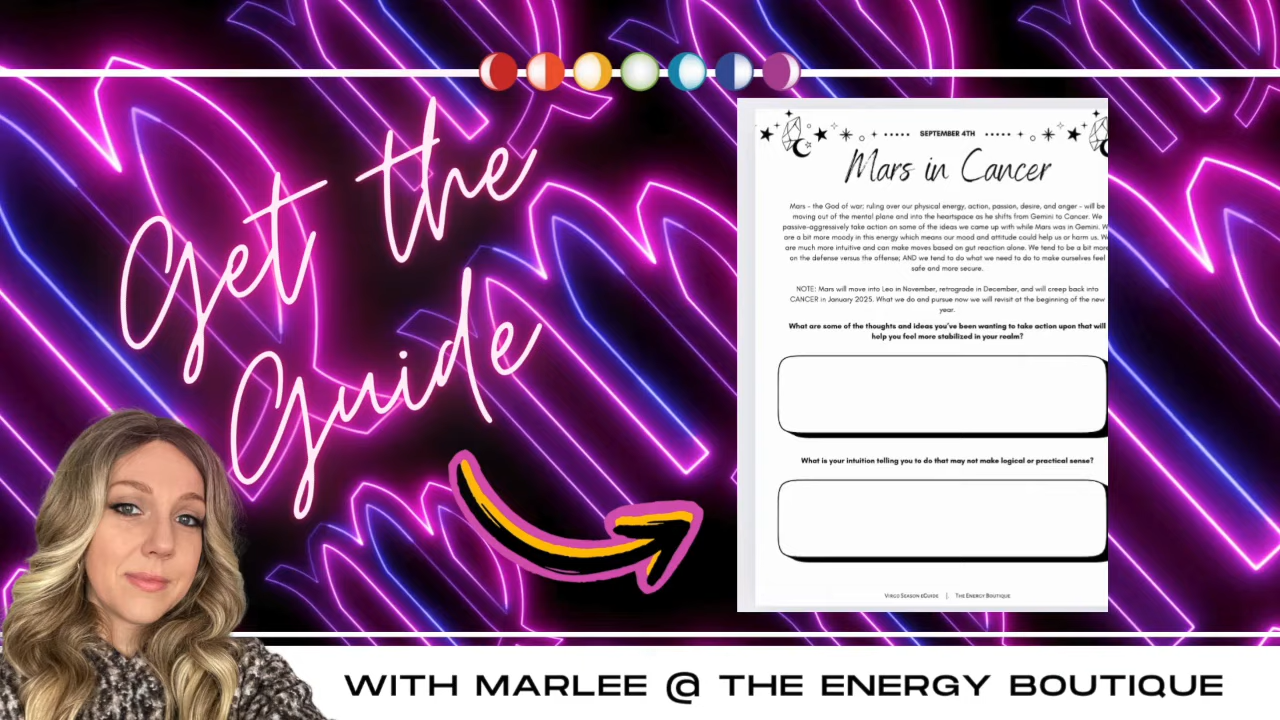 Get the
Guide
SEPTEMBER 4TH
Mars in Cancer
Mars - the God of war; ruling over our physical energy, action, passion, desire, and anger - will be
moving out of the mental plane and into the heartspace as he shifts from Gemini to Cancer. We
passive-aggressively take action on some of the ideas we came up with while Mars was in Gemini. W
are a bit more moody in this energy which means our mood and attitude could help us or harm us. W
are much more intuitive and can make moves based on gut reaction alone. We tend to be a bit mor
on the defense versus the offense; AND we tend to do what we need to do to make ourselves feel
safe and more secure.
NOTE: Mars will move into Leo in November, retrograde in December, and will creep back into
CANCER in January 2025. What we do and pursue now we will revisit at the beginning of the new
year.
What are some of the thoughts and ideas you've been wanting to take action upon that will
help you feel more stabilized in your realm?
What is your intuition telling you to do that may not make logical or practical sense?
Virgo Season eGuide | The Energy Boutique
WITH MARLEE @ THE ENERGY BOUTIQUE